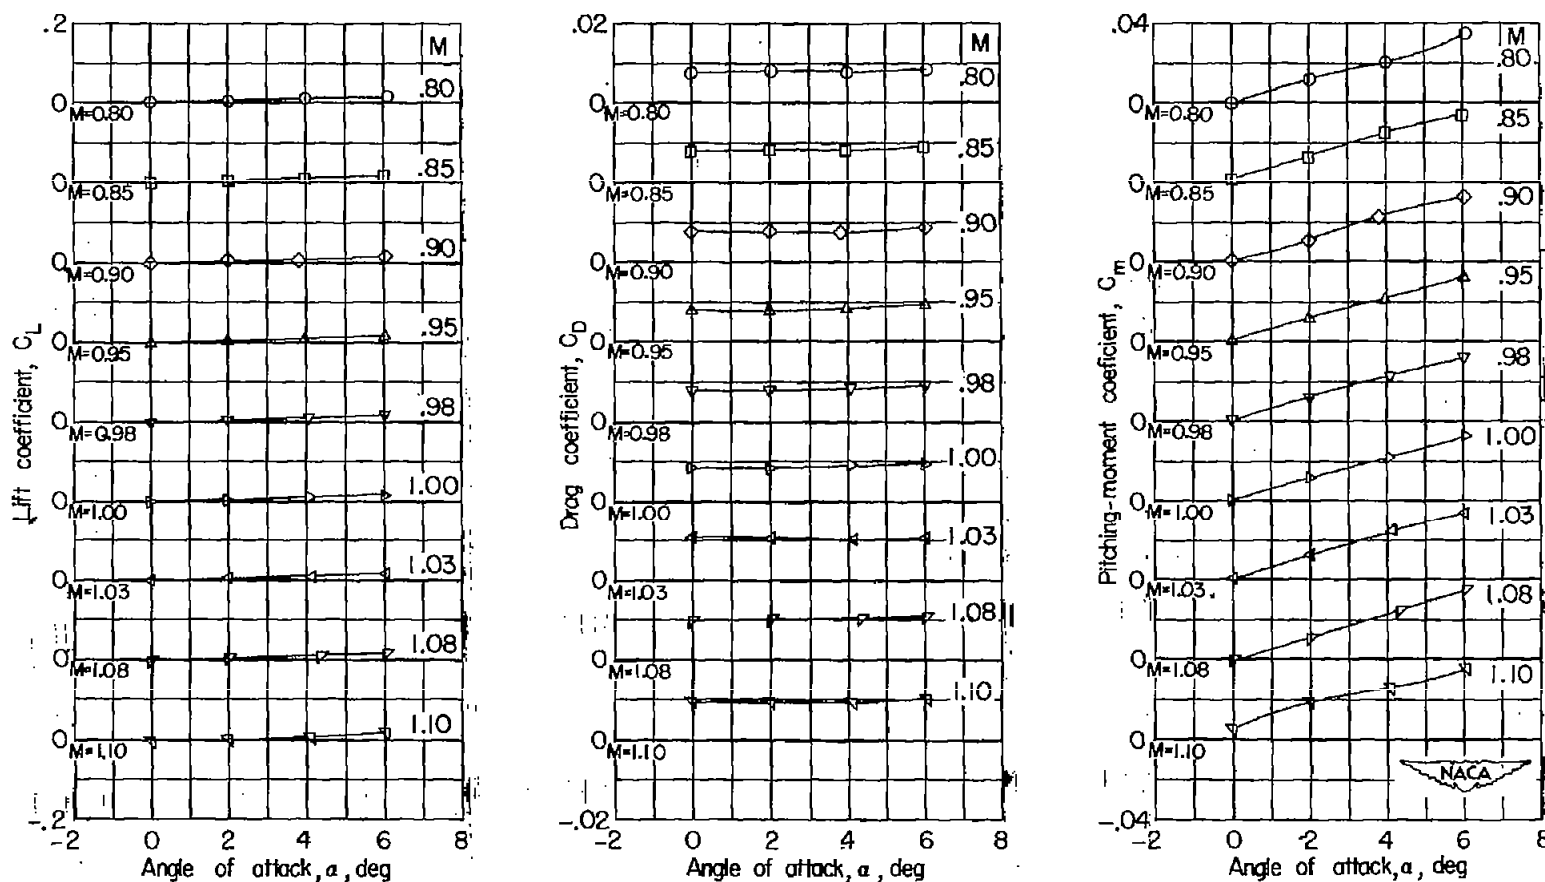 .2
M
.80
0
M=0.80
.85
0
M=0.85
.90
0
M=0.90
.95
0
M=0.95
.98
0
M=0.98
1.00
0
M=1.00
1.03
0
M=1.03
1.08
0
M=1.08
1.10
0
M=1.10
-.2
-2 0 2 4 6 8
Lift coefficient, CL
Angle of attack, α, deg
.02
M
.80
0
M=0.80
.85
0
M=0.85
.90
0
M=0.90
.95
0
M=0.95
.98
0
M=0.98
1.00
0
M=1.00
1.03
0
M=1.03
1.08
0
M=1.08
1.10
0
M=1.10
-.02
-2 0 2 4 6 8
Drag coefficient, CD
Angle of attack, α, deg
.04
M
.80
0
M=0.80
.85
0
M=0.85
.90
0
M=0.90
.95
0
M=0.95
.98
0
M=0.98
1.00
0
M=1.00
1.03
0
M=1.03
1.08
0
M=1.08
1.10
0
M=1.10
NACA
-.04
-2 0 2 4 6 8
Pitching-moment coeficient, Cm
Angle of attack, α, deg